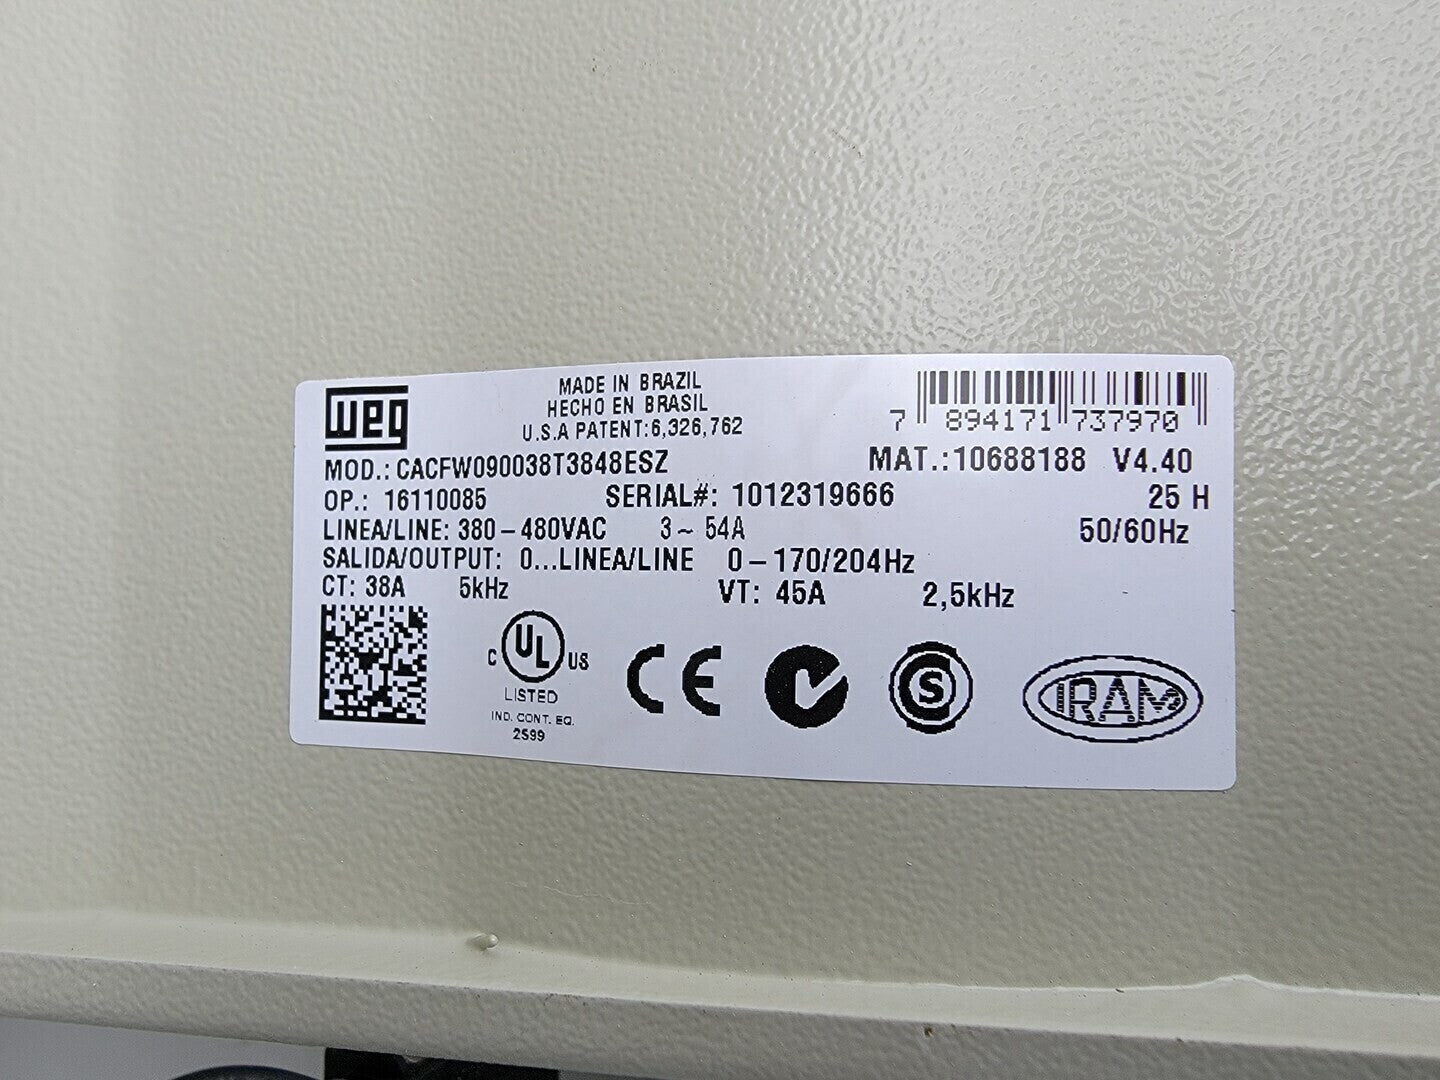 weg
MADE IN BRAZIL
HECHO EN BRASIL
U.S.A PATENT:6,326,762
7 894171 737970
MOD.: CACFW090038T3848ESZ
MAT.:10688188 V4.40
OP.: 16110085 SERIAL#: 1012319666 25 H
LINEA/LINE: 380-480VAC 3~ 54A 50/60Hz
SALIDA/OUTPUT: 0...LINEA/LINE 0-170/204Hz
CT: 38A 5kHz VT: 45A 2,5kHz
C UL US
LISTED
IND. CONT. EQ.
2S99
CE
S
IRAM